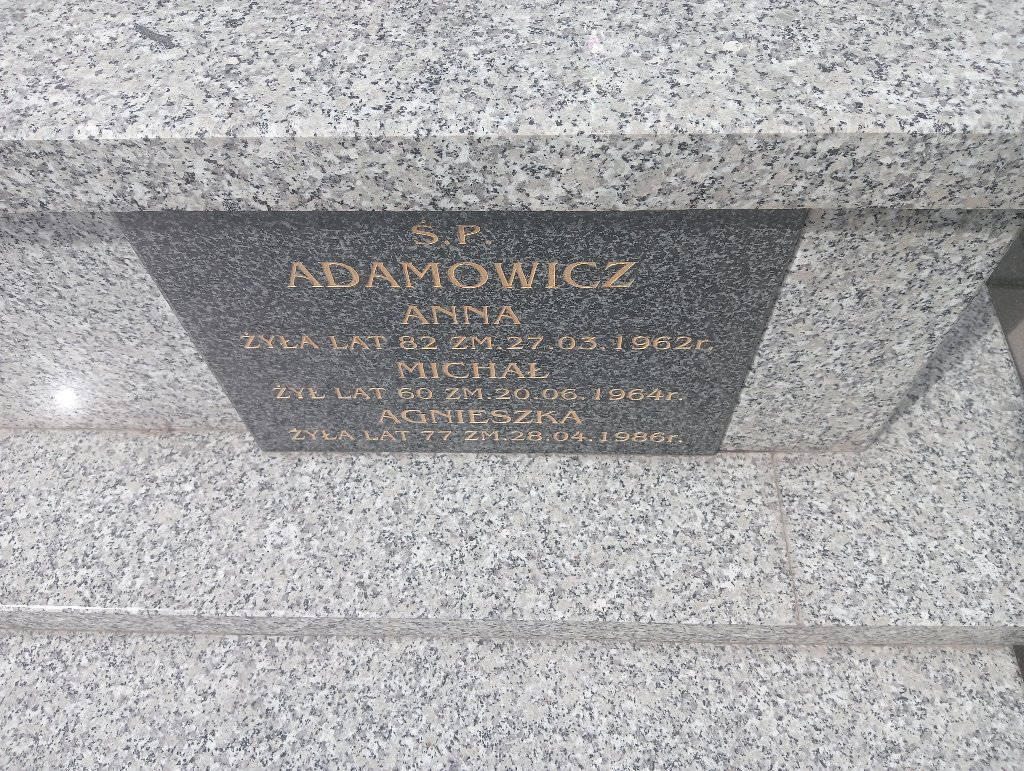 Ś.P.
ADAMOWICZ
ANNA
ŻYŁA LAT 82 ZM.27.03.1962r.
MICHAŁ
ŻYŁ LAT 60 ZM.20.06.1964r.
AGNIESZKA
ŻYŁA LAT 77 ZM.28.04.1986r.